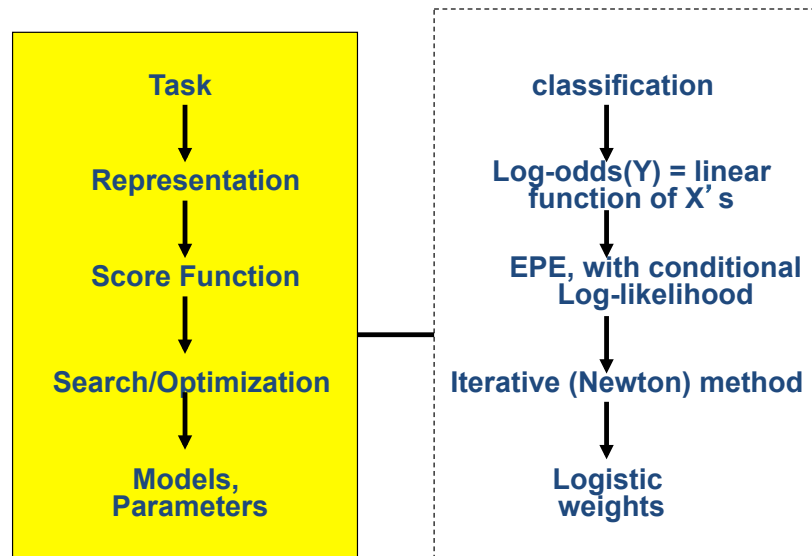 Task
Representation
Score Function
Search/Optimization
Models,
Parameters
classification
Log-odds(Y) = linear
function of X’s
EPE, with conditional
Log-likelihood
Iterative (Newton) method
Logistic
weights